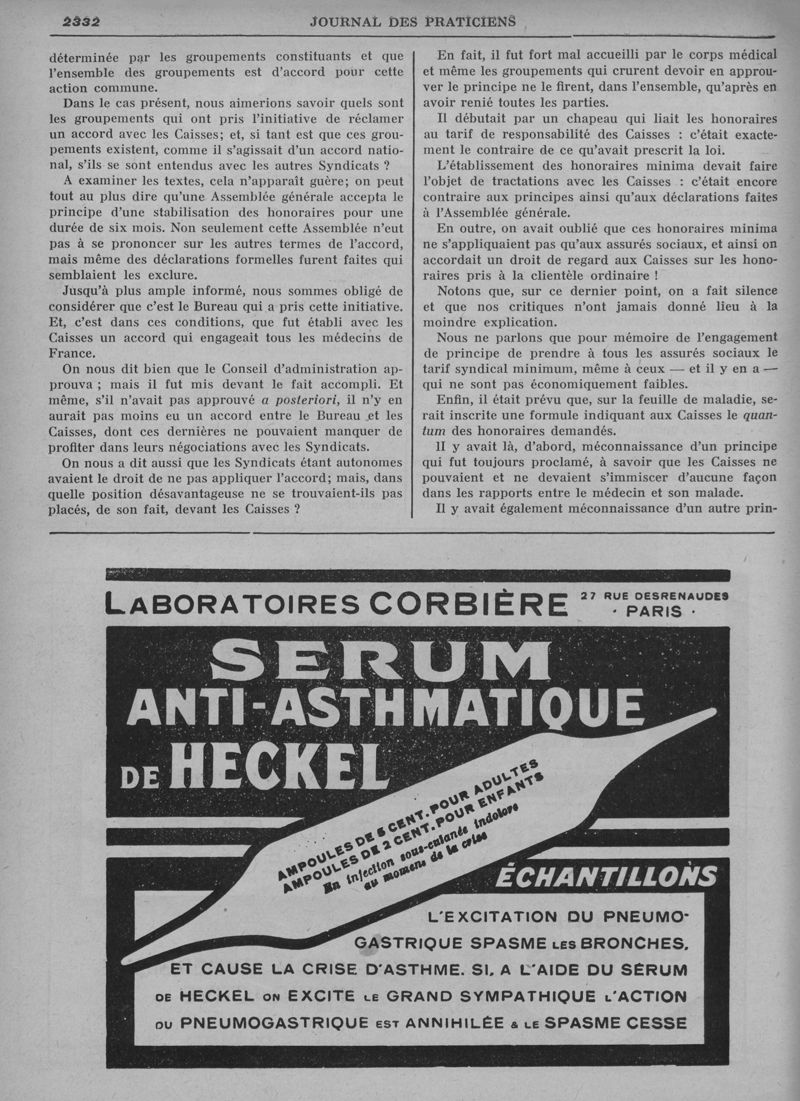 2332
JOURNAL DES PRATICIENS
déterminée par les groupements constituants et que
l'ensemble des groupements est d'accord pour cette
action commune.
Dans le cas présent, nous aimerions savoir quels sont
les groupements qui ont pris l'initiative de réclamer
un accord avec les Caisses; et, si tant est que ces grou-
pements existent, comme il s'agissait d'un accord natio-
nal, s'ils se sont entendus avec les autres Syndicats ?
A examiner les textes, cela n'apparaît guère; on peut
tout au plus dire qu'une Assemblée générale accepta le
principe d'une stabilisation des honoraires pour une
durée de six mois. Non seulement cette Assemblée n'eut
pas à se prononcer sur les autres termes de l'accord,
mais même des déclarations formelles furent faites qui
semblaient les exclure.
Jusqu'à plus ample informé, nous sommes obligé de
considérer que c'est le Bureau qui a pris cette initiative.
Et, c'est dans ces conditions, que fut établi avec les
Caisses un accord qui engageait tous les médecins de
France.
On nous dit bien que le Conseil d'administration ap-
prouva ; mais il fut mis devant le fait accompli. Et
même, s'il n'avait pas approuvé a posteriori, il n'y en
aurait pas moins eu un accord entre le Bureau et les
Caisses, dont ces dernières ne pouvaient manquer de
profiter dans leurs négociations avec les Syndicats.
On nous a dit aussi que les Syndicats étant autonomes
avaient le droit de ne pas appliquer l'accord; mais, dans
quelle position désavantageuse ne se trouvaient-ils pas
placés, de son fait, devant les Caisses ?
En fait, il fut fort mal accueilli par le corps médical
et même les groupements qui crurent devoir en approu-
ver le principe ne le firent, dans l'ensemble, qu'après en
avoir renié toutes les parties.
Il débutait par un chapeau qui liait les honoraires
au tarif de responsabilité des Caisses : c'était exacte-
ment le contraire de ce qu'avait prescrit la loi.
L'établissement des honoraires minima devait faire
l'objet de tractations avec les Caisses : c'était encore
contraire aux principes ainsi qu'aux déclarations faites
à l'Assemblée générale.
En outre, on avait oublié que ces honoraires minima
ne s'appliquaient pas qu'aux assurés sociaux, et ainsi on
accordait un droit de regard aux Caisses sur les hono-
raires pris à la clientèle ordinaire !
Notons que, sur ce dernier point, on a fait silence
et que nos critiques n'ont jamais donné lieu à la
moindre explication.
Nous ne parlons que pour mémoire de l'engagement
de principe de prendre à tous les assurés sociaux le
tarif syndical minimum, même à ceux — et il y en a —
qui ne sont pas économiquement faibles.
Enfin, il était prévu que, sur la feuille de maladie, se-
rait inscrite une formule indiquant aux Caisses le quan-
tum des honoraires demandés.
Il y avait là, d'abord, méconnaissance d'un principe
qui fut toujours proclamé, à savoir que les Caisses ne
pouvaient et ne devaient s'immiscer d'aucune façon
dans les rapports entre le médecin et son malade.
Il y avait également méconnaissance d'un autre prin-
LABORATOIRES CORBIÈRE
27 RUE DESRENAUDES
· PARIS ·
SERUM
ANTI-ASTHMATIQUE
DE HECKEL
AMPOULES DE 5 CENT. POUR ADULTES
AMPOULES DE 2 CENT. POUR ENFANTS
En injection sous-cutanée indolore
au moment de la crise
ÉCHANTILLONS
L'EXCITATION DU PNEUMO-
GASTRIQUE SPASME LES BRONCHES,
ET CAUSE LA CRISE D'ASTHME. SI, A L'AIDE DU SÉRUM
DE HECKEL ON EXCITE LE GRAND SYMPATHIQUE L'ACTION
DU PNEUMOGASTRIQUE EST ANNIHILÉE & LE SPASME CESSE